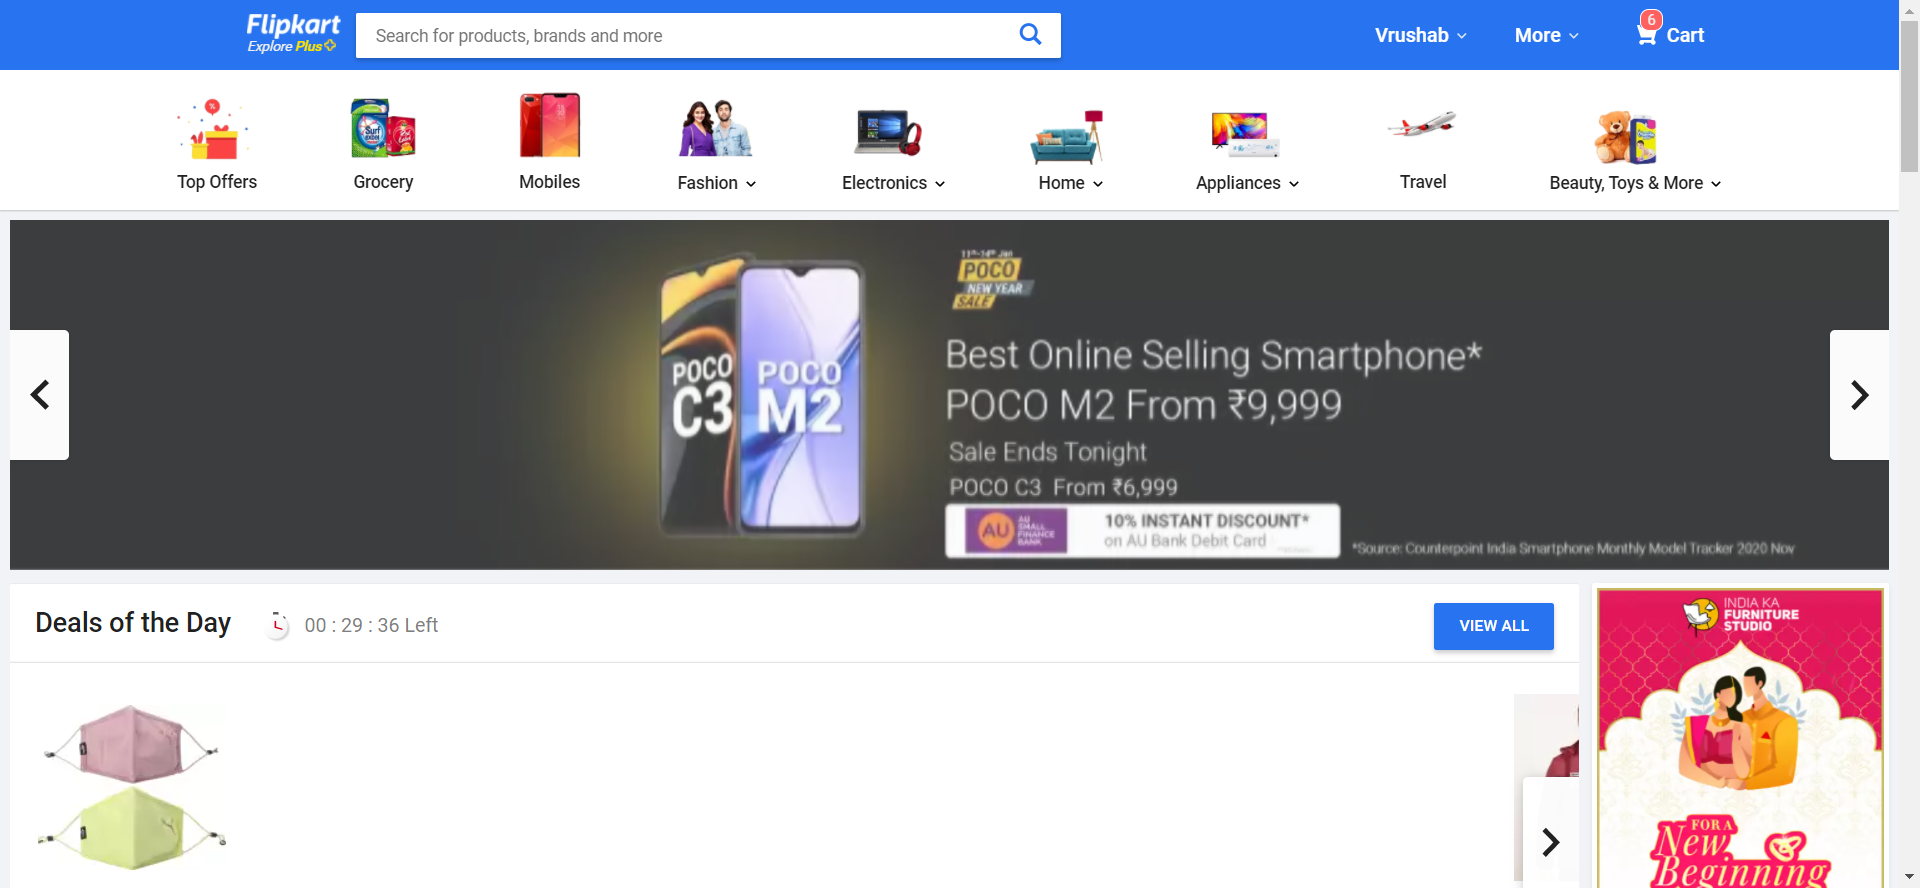 Flipkart
Explore Plus
Search for products, brands and more
Vrushab
More
6
Cart
Top Offers
Grocery
Mobiles
Fashion
Electronics
Home
Appliances
Travel
Beauty, Toys & More
11th-14th Jan
POCO
NEW YEAR
SALE
POCO
C3
POCO
M2
Best Online Selling Smartphone*
POCO M2 From ₹9,999
Sale Ends Tonight
POCO C3 From ₹6,999
AU
AU
SMALL
FINANCE
BANK
10% INSTANT DISCOUNT*
on AU Bank Debit Card
*Source: Counterpoint India Smartphone Monthly Model Tracker 2020 Nov
Deals of the Day
00 : 29 : 36 Left
VIEW ALL
INDIA KA
FURNITURE
STUDIO
FOR A
New
Beginning